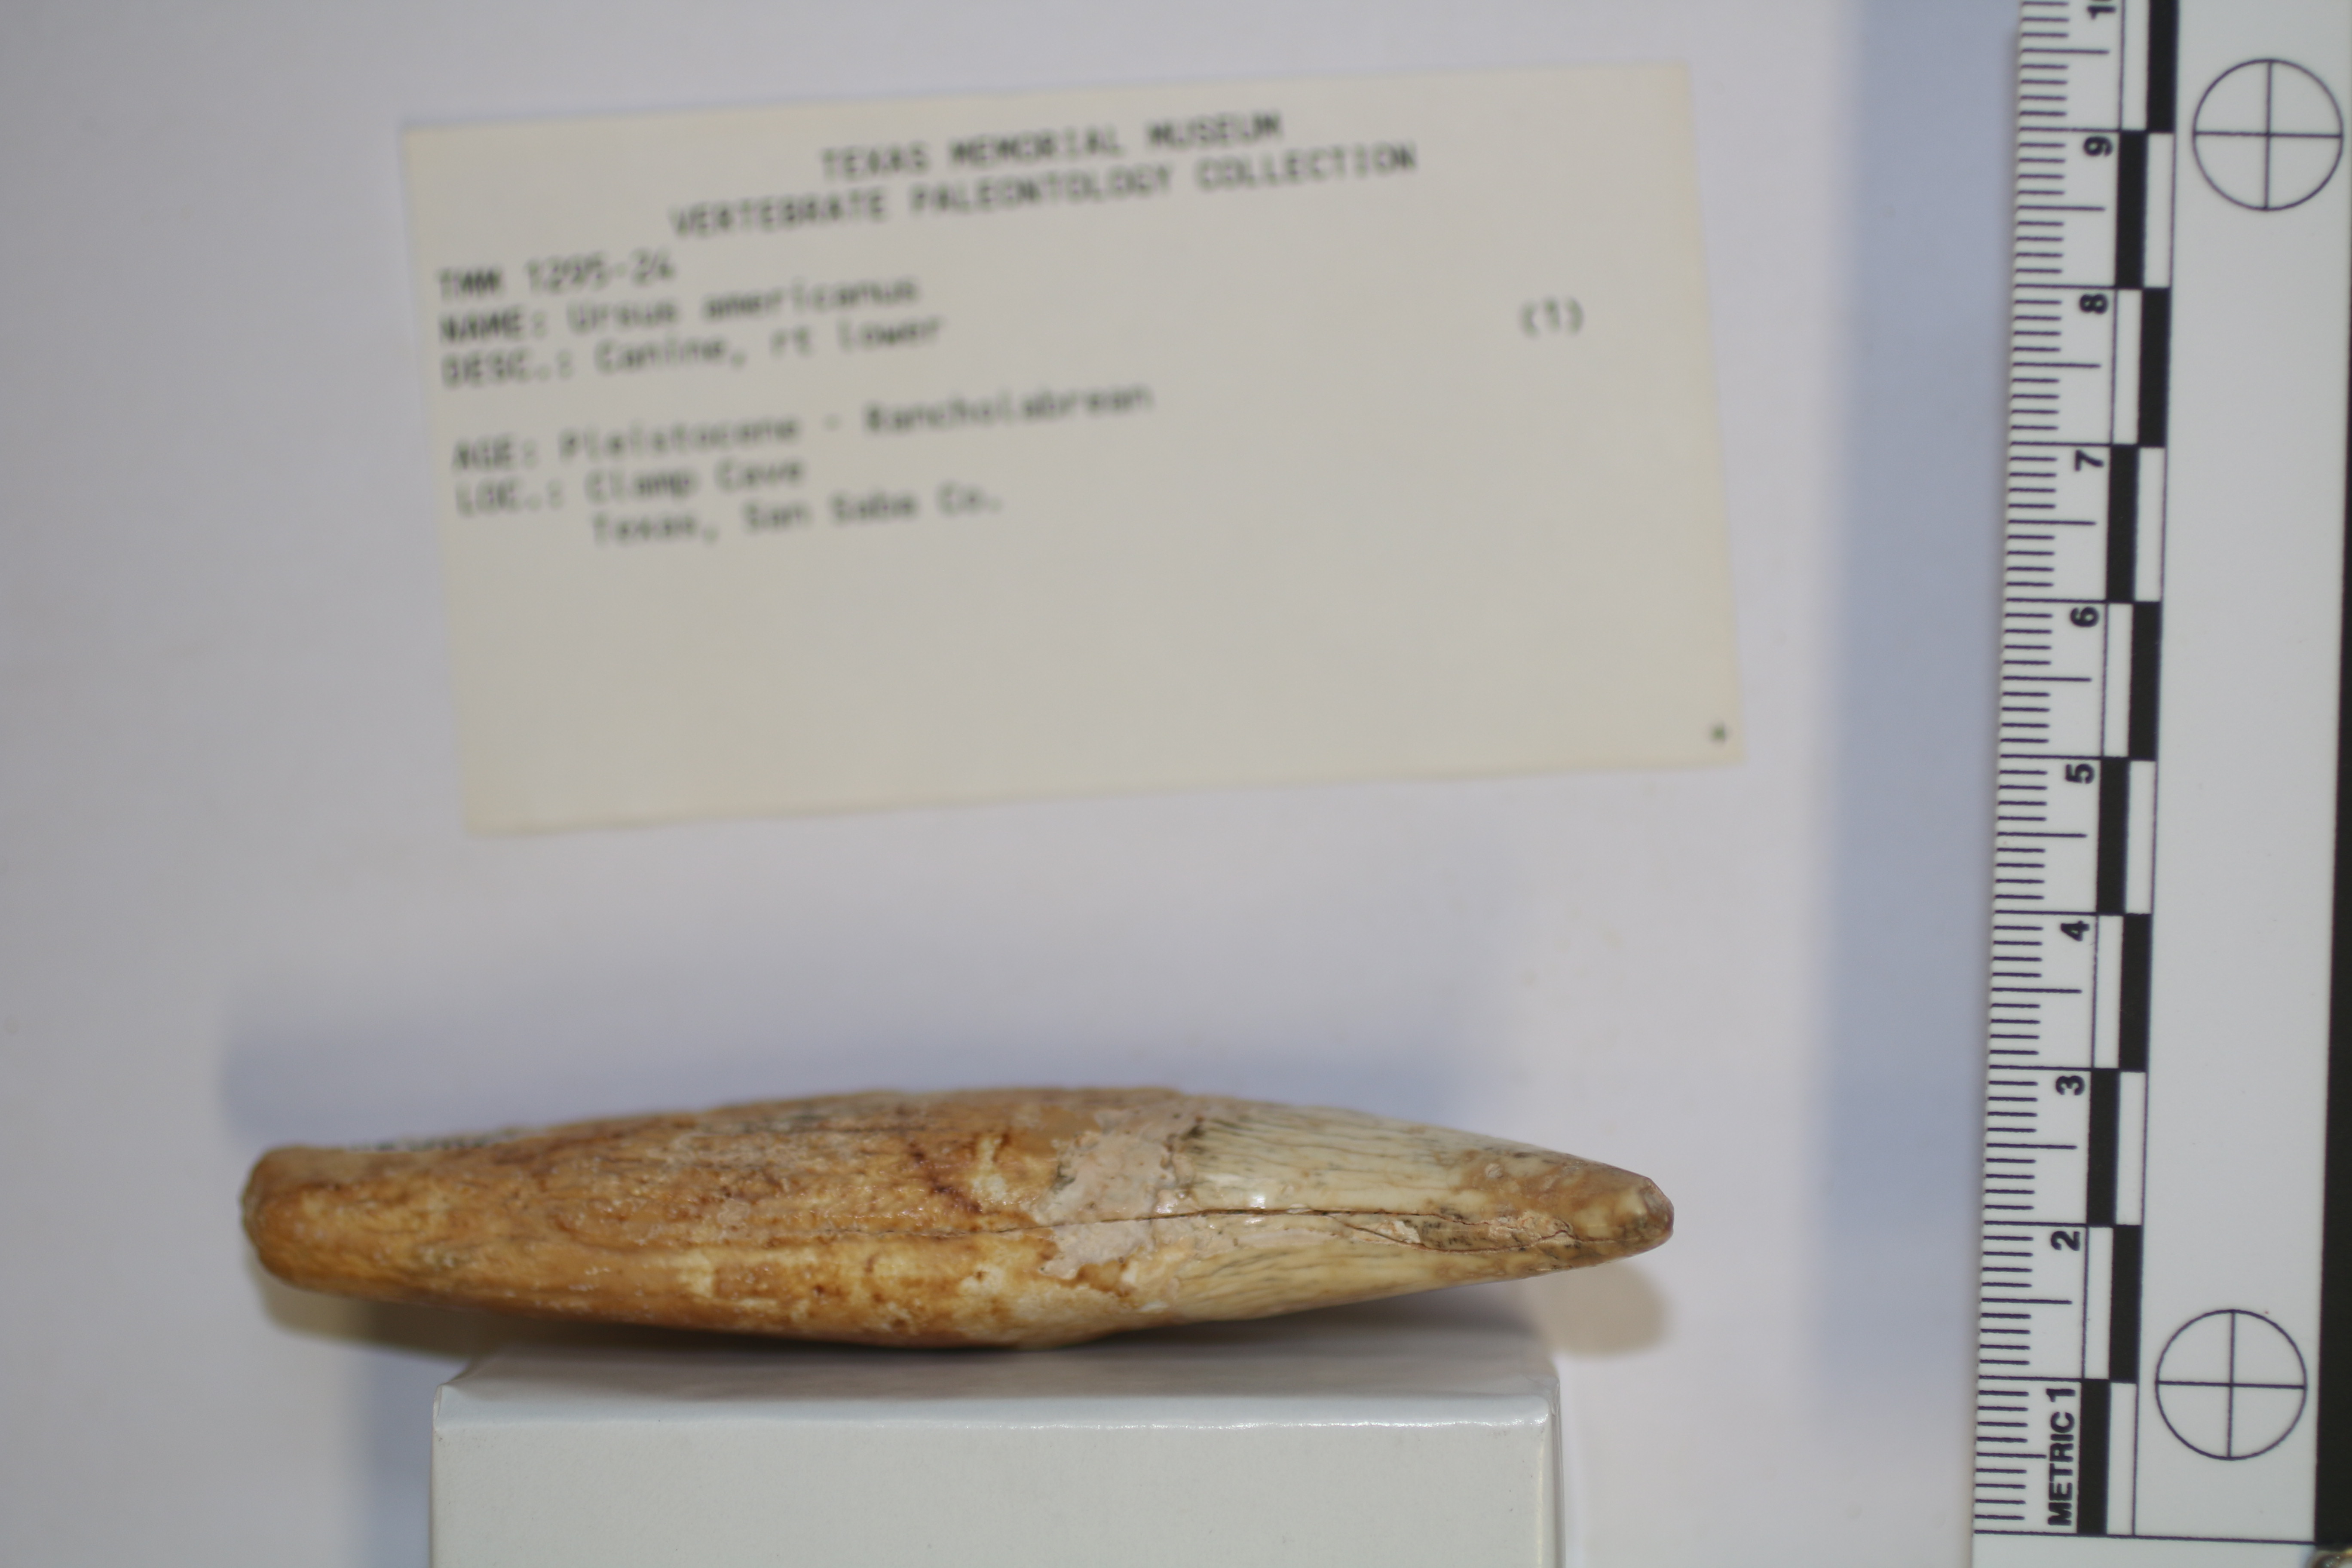 TEXAS MEMORIAL MUSEUM
VERTEBRATE PALEONTOLOGY COLLECTION
TMM 1295-24
NAME: Ursus americanus
DESC.: Canine, rt lower (1)
AGE: Pleistocene - Rancholabrean
LOC.: Clamp Cave
Texas, San Saba Co.
10
9
8
7
6
5
4
3
2
METRIC 1